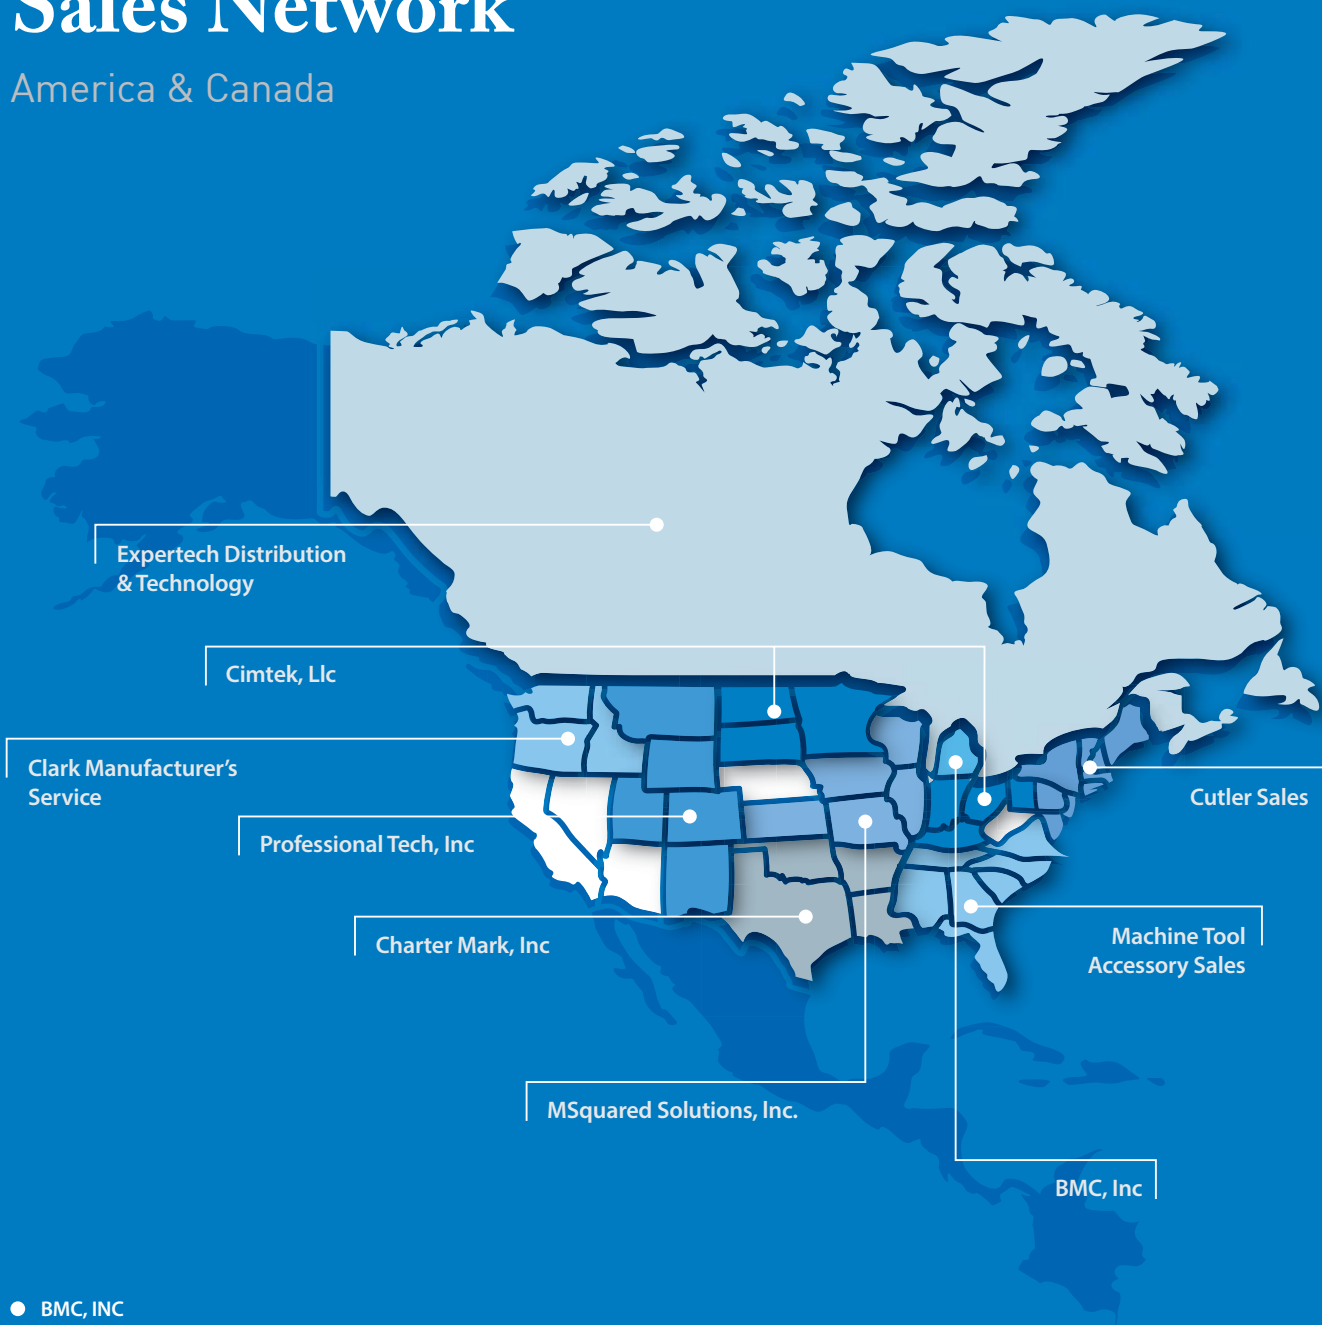 Sales Network
America & Canada
Expertech Distribution
& Technology
Cimtek, Llc
Clark Manufacturer's
Service
Cutler Sales
Professional Tech, Inc
Charter Mark, Inc
Machine Tool
Accessory Sales
MSquared Solutions, Inc.
BMC, Inc
BMC, INC